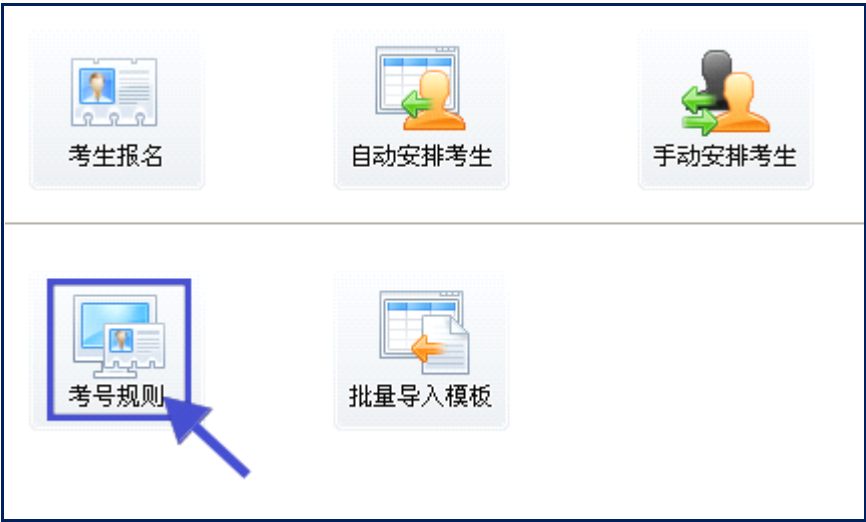 考生报名
自动安排考生
手动安排考生
考号规则
批量导入模板